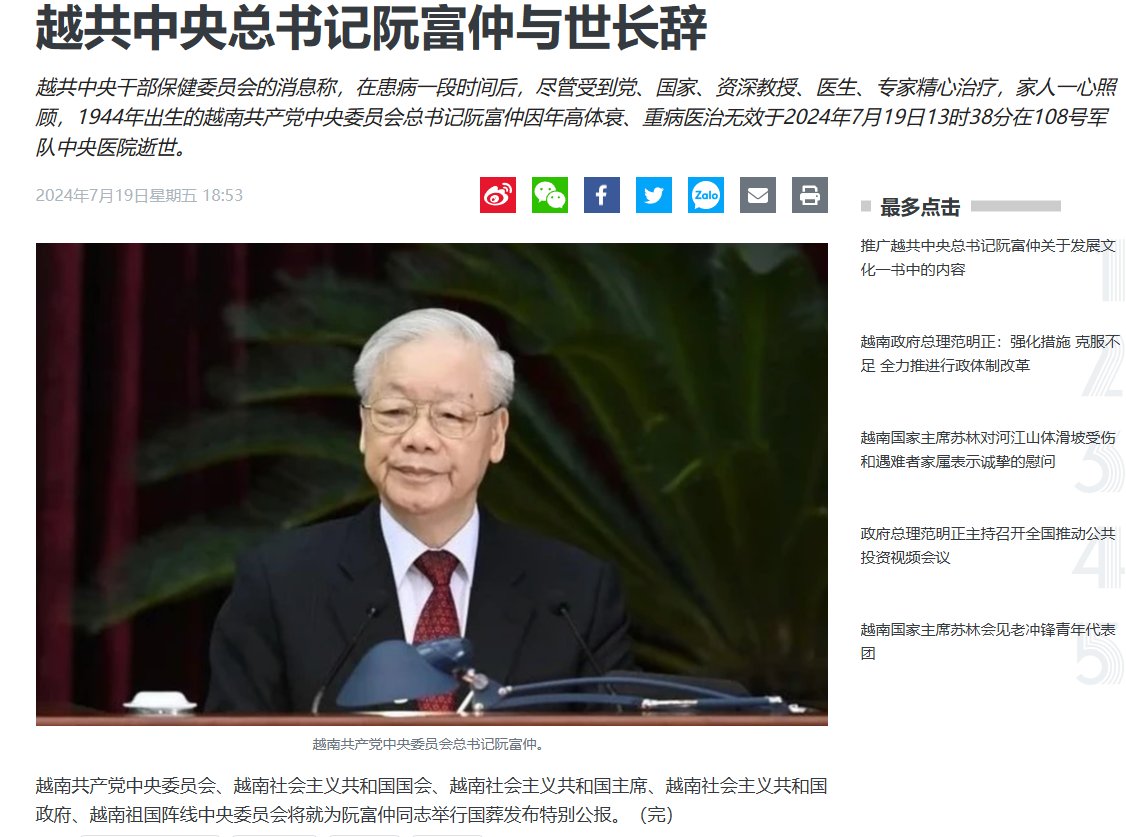 越共中央总书记阮富仲与世长辞
越共中央干部保健委员会的消息称，在患病一段时间后，尽管受到党、国家、资深教授、医生、专家精心治疗，家人一心照
顾，1944年出生的越南共产党中央委员会总书记阮富仲因年高体衰、重病医治无效于2024年7月19日13时38分在108号军
队中央医院逝世。
2024年7月19日星期五 18:53
Zalo
越南共产党中央委员会总书记阮富仲。
越南共产党中央委员会、越南社会主义共和国国会、越南社会主义共和国主席、越南社会主义共和国
政府、越南祖国阵线中央委员会将就为阮富仲同志举行国葬发布特别公报。（完）
最多点击
推广越共中央总书记阮富仲关于发展文
化一书中的内容
1
越南政府总理范明正：强化措施 克服不
足 全力推进行政体制改革
2
越南国家主席苏林对河江山体滑坡受伤
和遇难者家属表示诚挚的慰问
3
政府总理范明正主持召开全国推动公共
投资视频会议
4
越南国家主席苏林会见老冲锋青年代表
团
5